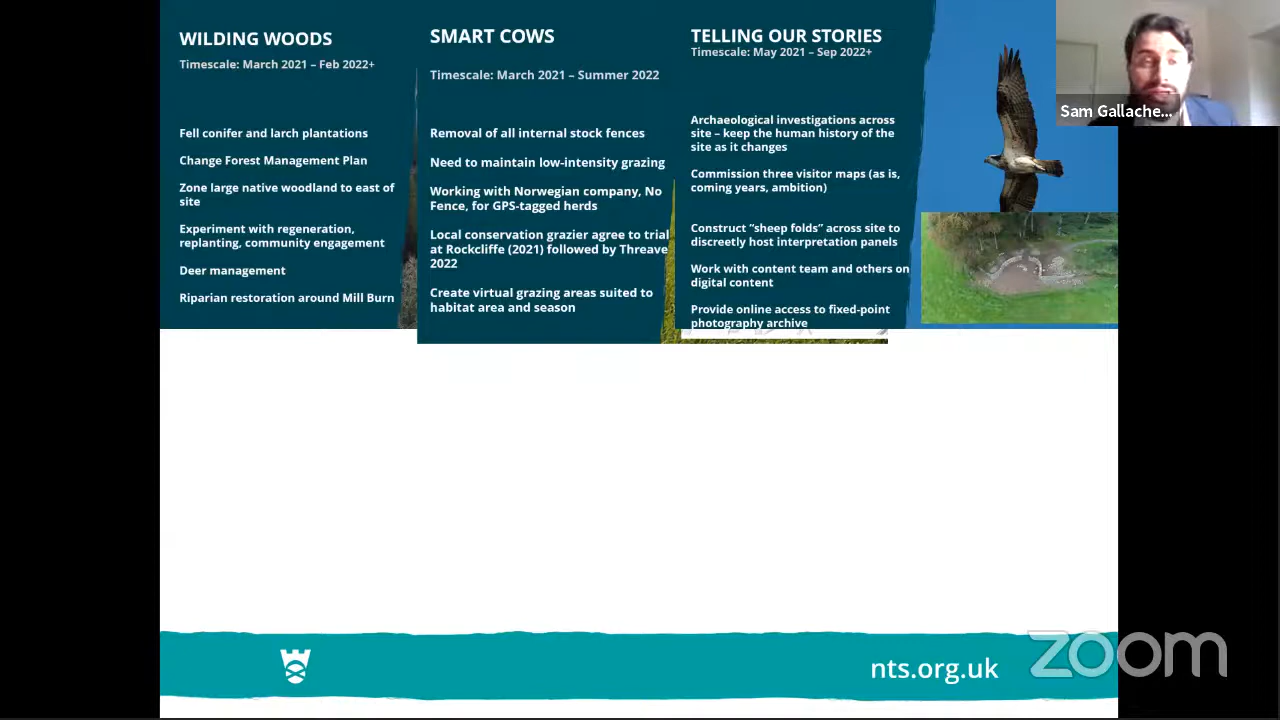 WILDING WOODS
Timescale: March 2021 – Feb 2022+
Fell conifer and larch plantations
Change Forest Management Plan
Zone large native woodland to east of
site
Experiment with regeneration,
replanting, community engagement
Deer management
Riparian restoration around Mill Burn
SMART COWS
Timescale: March 2021 – Summer 2022
Removal of all internal stock fences
Need to maintain low-intensity grazing
Working with Norwegian company, No
Fence, for GPS-tagged herds
Local conservation grazier agree to trial
at Rockcliffe (2021) followed by Threave
2022
Create virtual grazing areas suited to
habitat area and season
TELLING OUR STORIES
Timescale: May 2021 – Sep 2022+
Archaeological investigations across
site – keep the human history of the
site as it changes
Commission three visitor maps (as is,
coming years, ambition)
Construct “sheep folds” across site to
discreetly host interpretation panels
Work with content team and others on
digital content
Provide online access to fixed-point
photography archive
Sam Gallache...
nts.org.uk
zoom